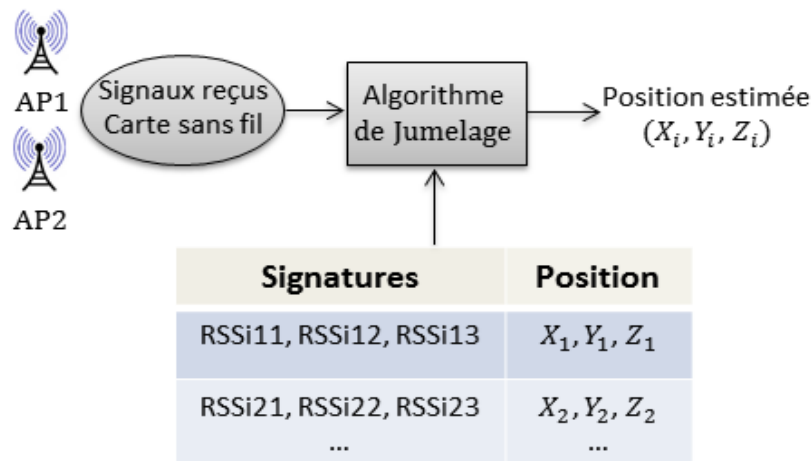 AP1
AP2
Signaux reçus
Carte sans fil
Algorithme
de Jumelage
Position estimée
(X_i, Y_i, Z_i)
Signatures Position
RSSi11, RSSi12, RSSi13 X_1, Y_1, Z_1
RSSi21, RSSi22, RSSi23 X_2, Y_2, Z_2
... ...